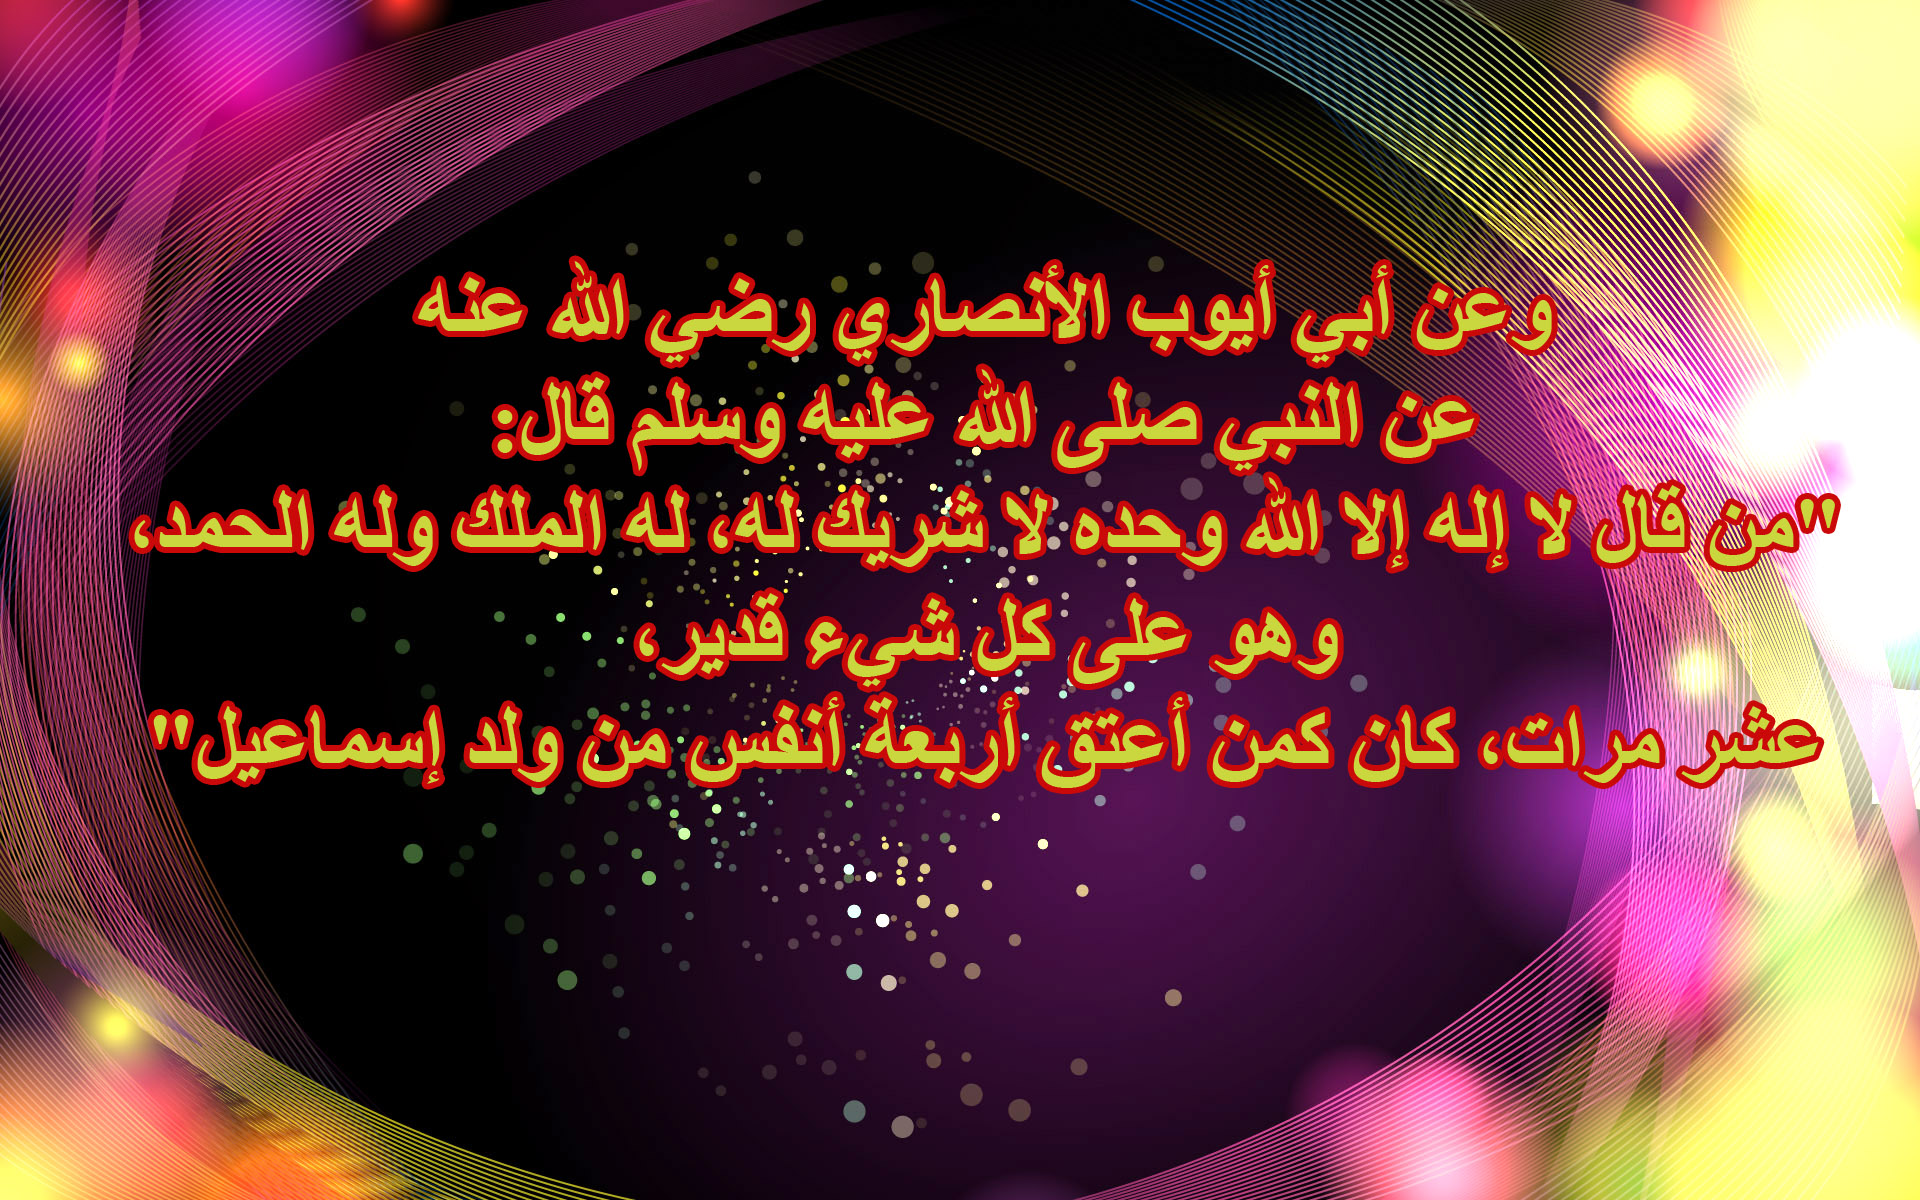 وعن أبي أيوب الأنصاري رضي الله عنه
عن النبي صلى الله عليه وسلم قال:
"من قال لا إله إلا الله وحده لا شريك له، له الملك وله الحمد،
وهو على كل شيء قدير،
عشر مرات، كان كمن أعتق أربعة أنفس من ولد إسماعيل"